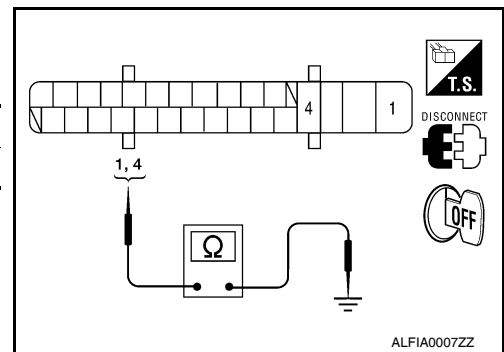 T.S.
4
1
DISCONNECT
1, 4
Ω
OFF
ALFIA0007ZZ